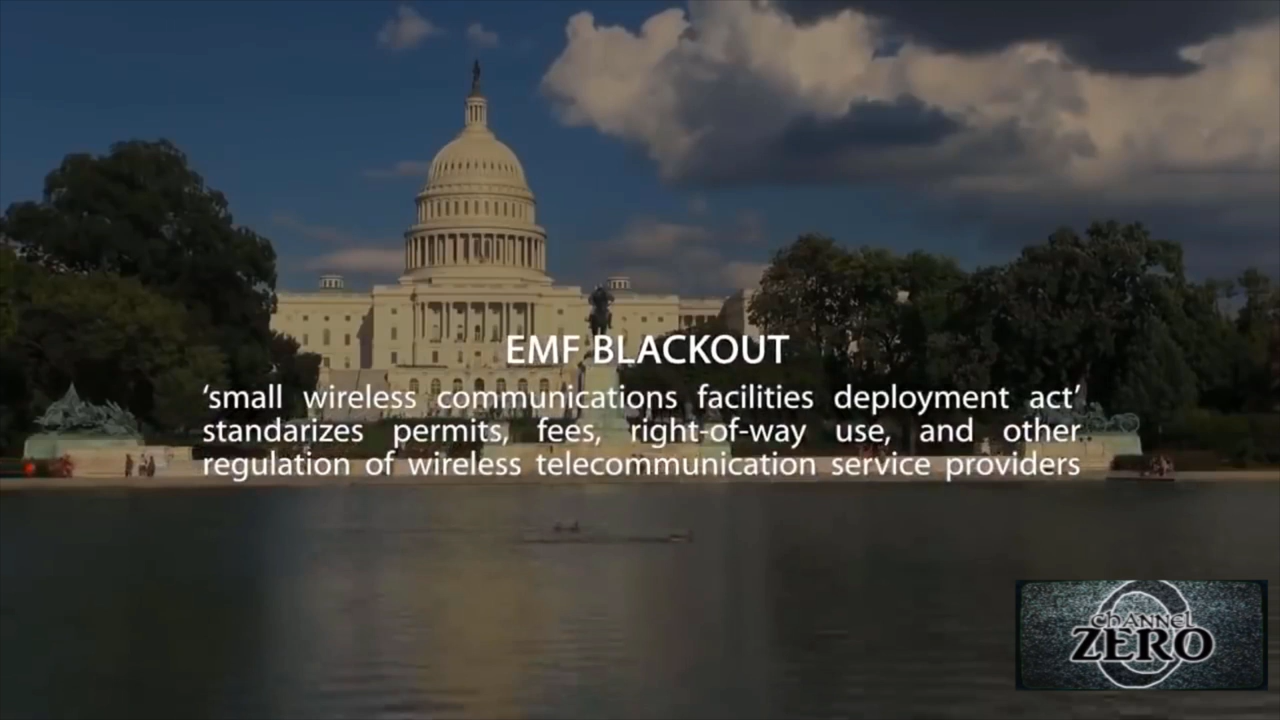 EMF BLACKOUT
‘small wireless communications facilities deployment act’
standarizes permits, fees, right-of-way use, and other
regulation of wireless telecommunication service providers
chANNEL
ZERO